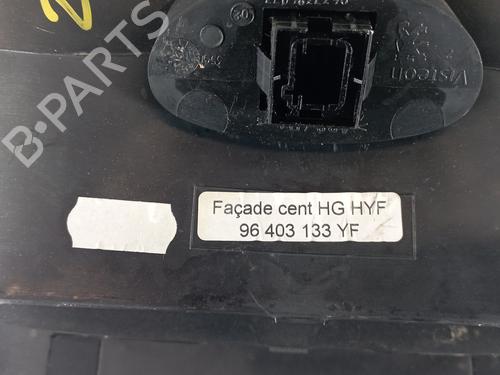 B-PARTS
Visteon
Façade cent HG HYF
96 403 133 YF